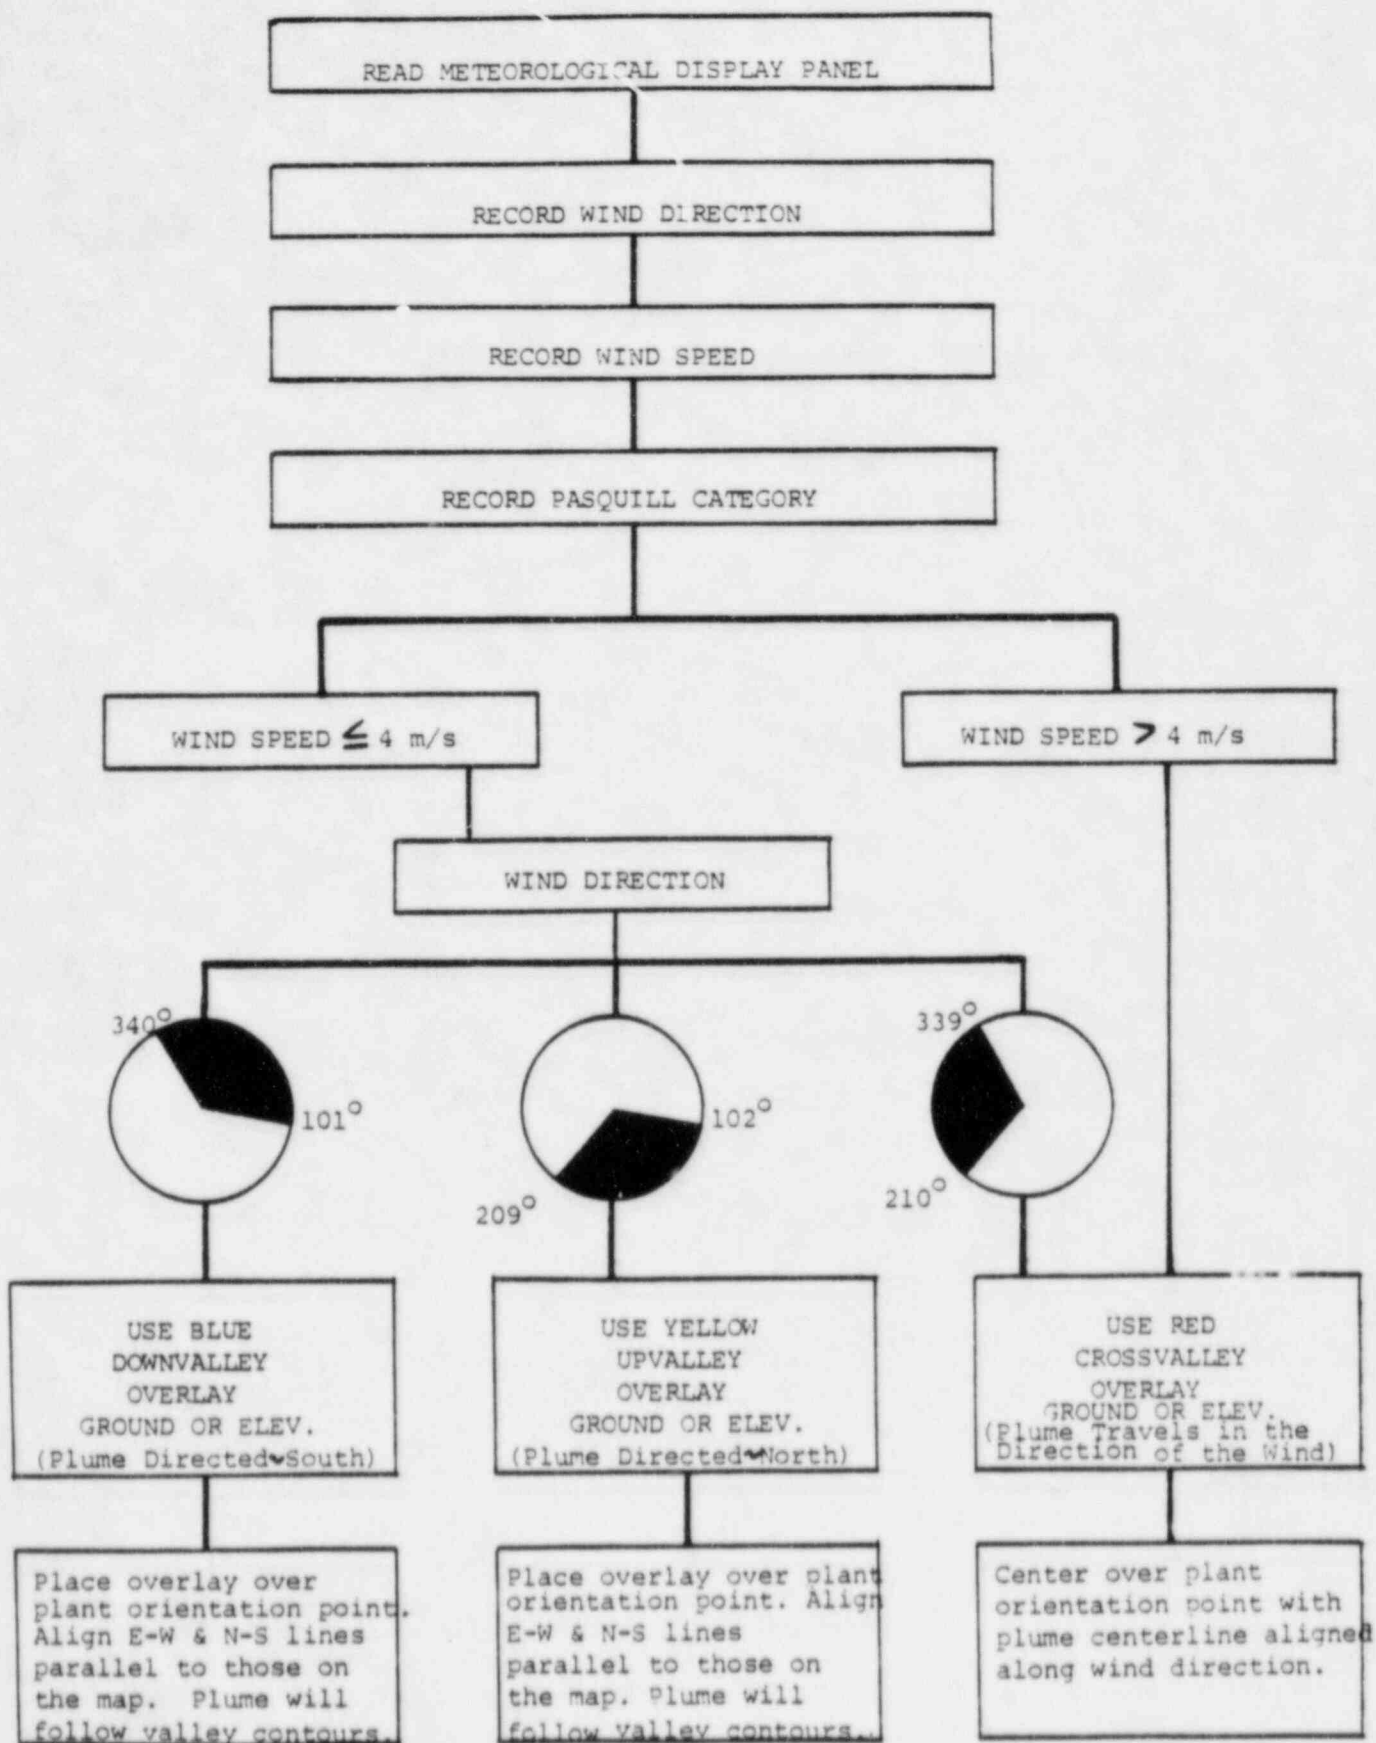 READ METEOROLOGICAL DISPLAY PANEL
RECORD WIND DIRECTION
RECORD WIND SPEED
RECORD PASQUILL CATEGORY
WIND SPEED ≦ 4 m/s
WIND SPEED > 4 m/s
WIND DIRECTION
340°
101°
102°
209°
339°
210°
USE BLUE
DOWNVALLEY
OVERLAY
GROUND OR ELEV.
(Plume Directed~South)
USE YELLOW
UPVALLEY
OVERLAY
GROUND OR ELEV.
(Plume Directed~North)
USE RED
CROSSVALLEY
OVERLAY
GROUND OR ELEV.
(Plume Travels in the
Direction of the Wind)
Place overlay over
plant orientation point.
Align E-W & N-S lines
parallel to those on
the map. Plume will
follow valley contours.
Place overlay over plant
orientation point. Align
E-W & N-S lines
parallel to those on
the map. Plume will
follow valley contours.
Center over plant
orientation point with
plume centerline aligned
along wind direction.